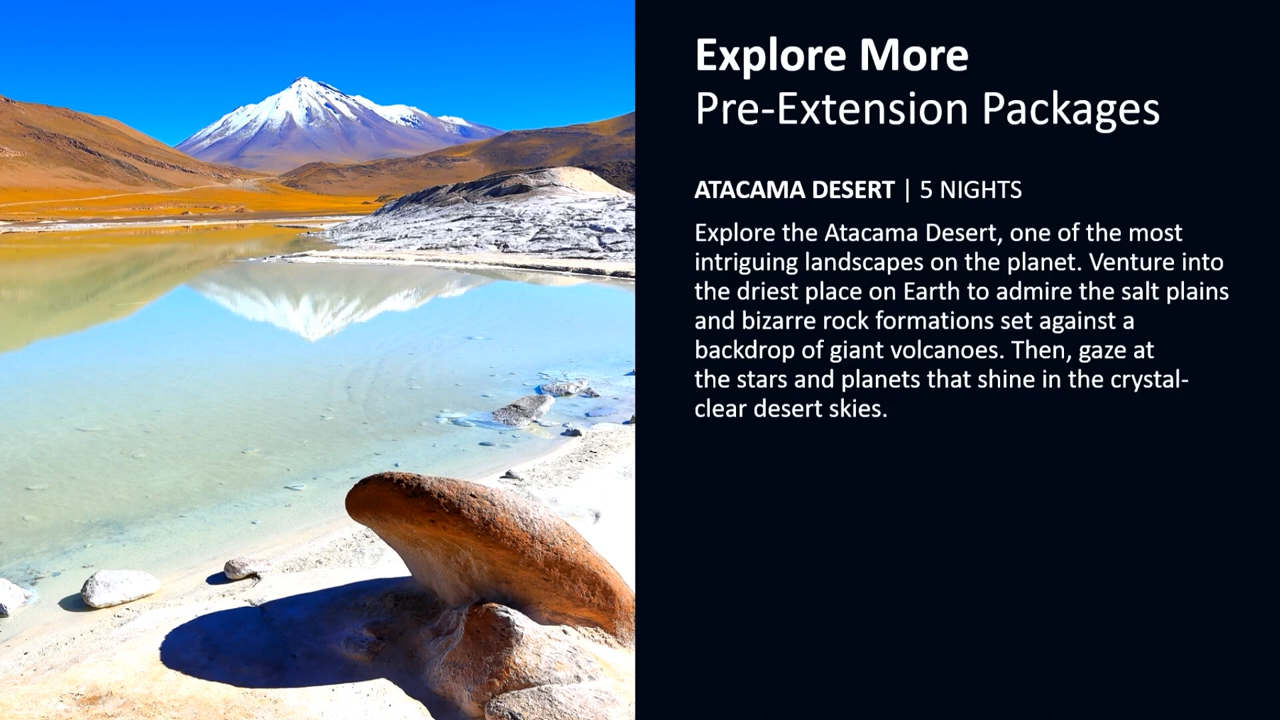 Explore More
Pre-Extension Packages
ATACAMA DESERT | 5 NIGHTS
Explore the Atacama Desert, one of the most
intriguing landscapes on the planet. Venture into
the driest place on Earth to admire the salt plains
and bizarre rock formations set against a
backdrop of giant volcanoes. Then, gaze at
the stars and planets that shine in the crystal-
clear desert skies.